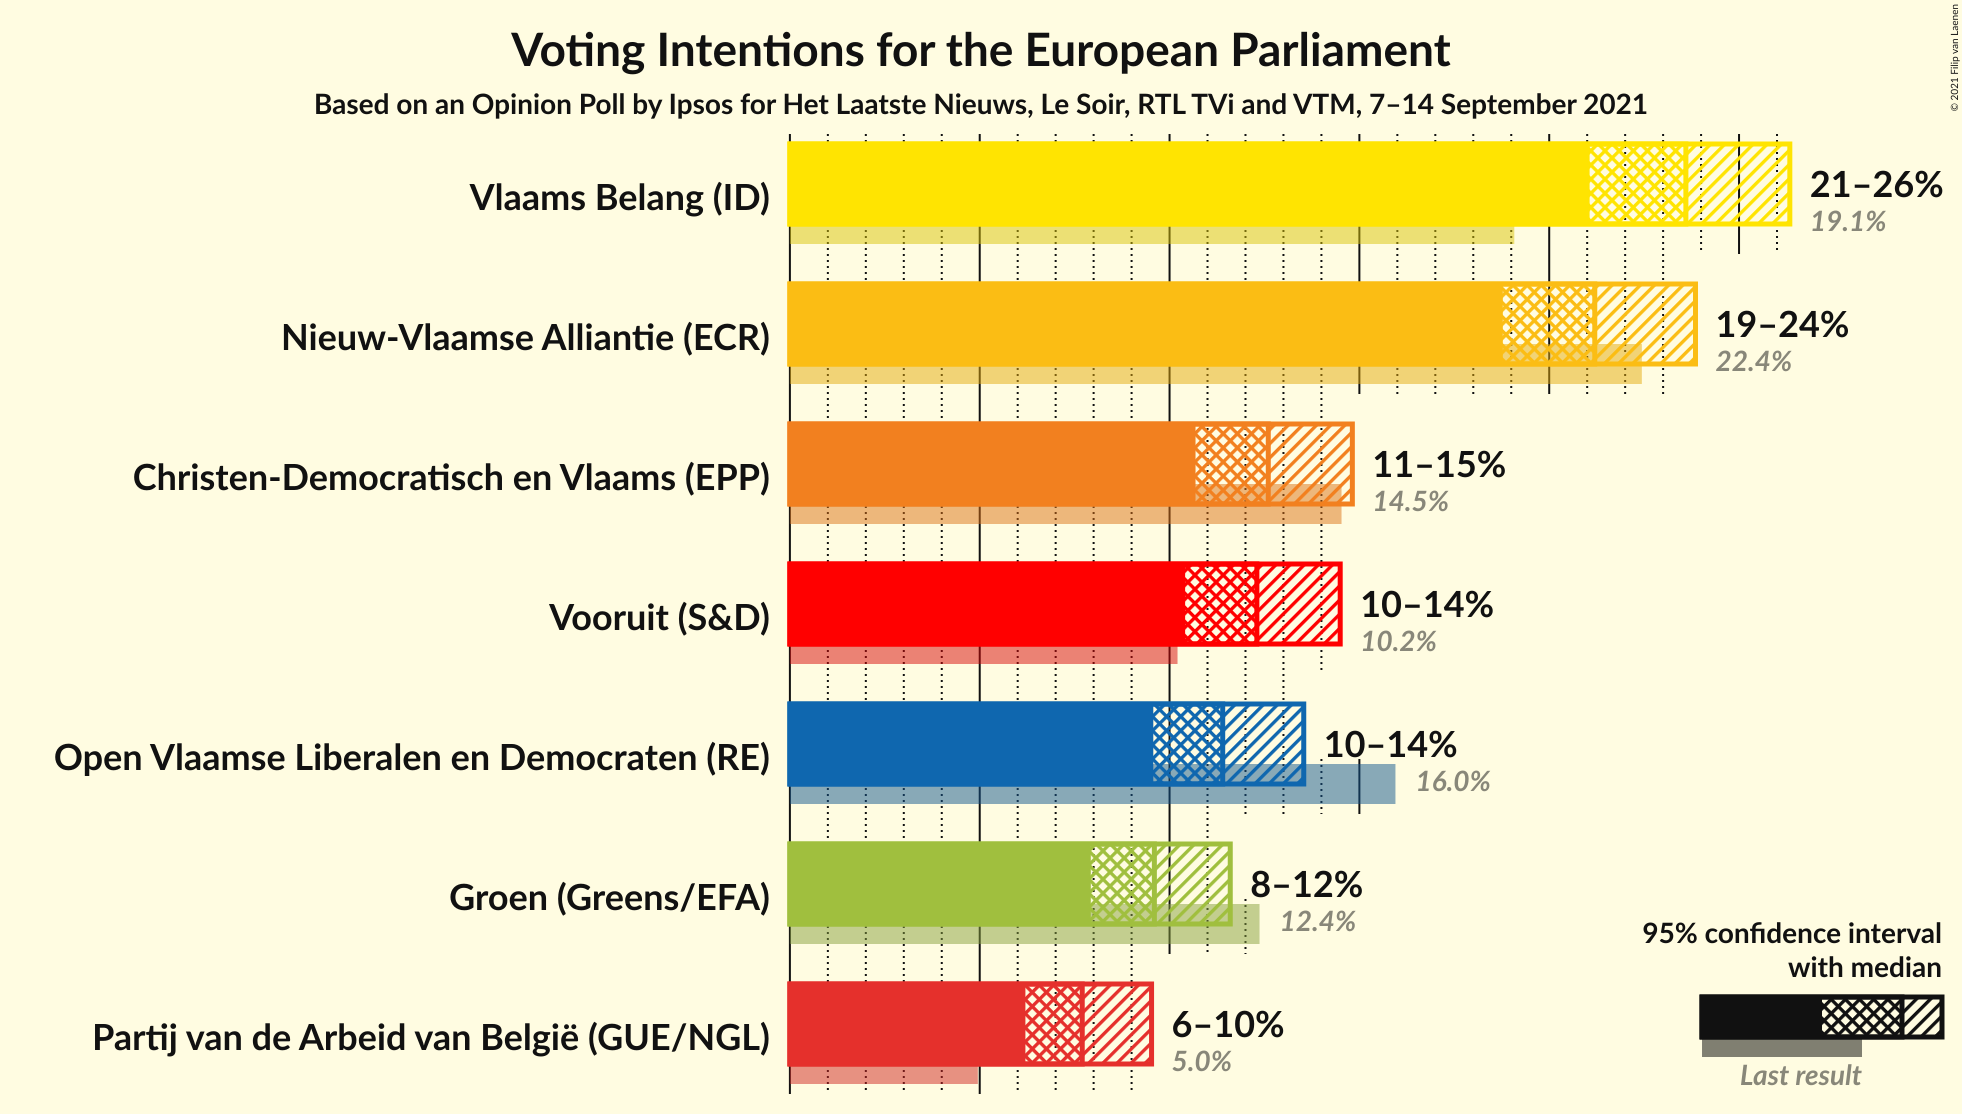 Voting Intentions for the European Parliament
Based on an Opinion Poll by Ipsos for Het Laatste Nieuws, Le Soir, RTL TVi and VTM, 7–14 September 2021
© 2021 Filip van Laenen
Vlaams Belang (ID)
21–26%
19.1%
Nieuw-Vlaamse Alliantie (ECR)
19–24%
22.4%
Christen-Democratisch en Vlaams (EPP)
11–15%
14.5%
Vooruit (S&D)
10–14%
10.2%
Open Vlaamse Liberalen en Democraten (RE)
10–14%
16.0%
Groen (Greens/EFA)
8–12%
12.4%
Partij van de Arbeid van België (GUE/NGL)
6–10%
5.0%
95% confidence interval
with median
Last result